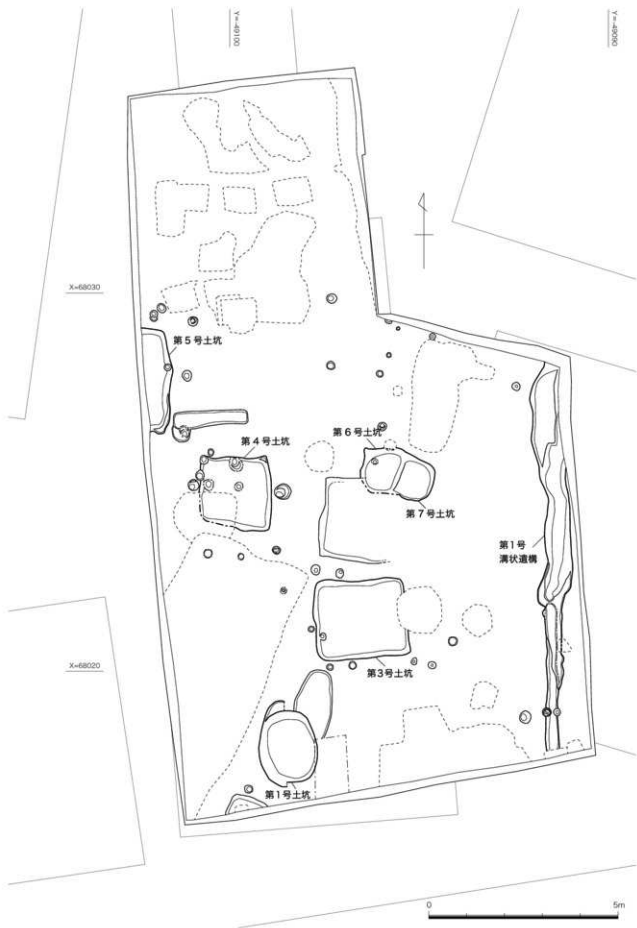 Y=-49100
Y=-49090
X=68030
第5号土坑
第6号土坑
第4号土坑
第7号土坑
第1号
溝状遺構
X=68020
第3号土坑
第1号土坑
0
5m